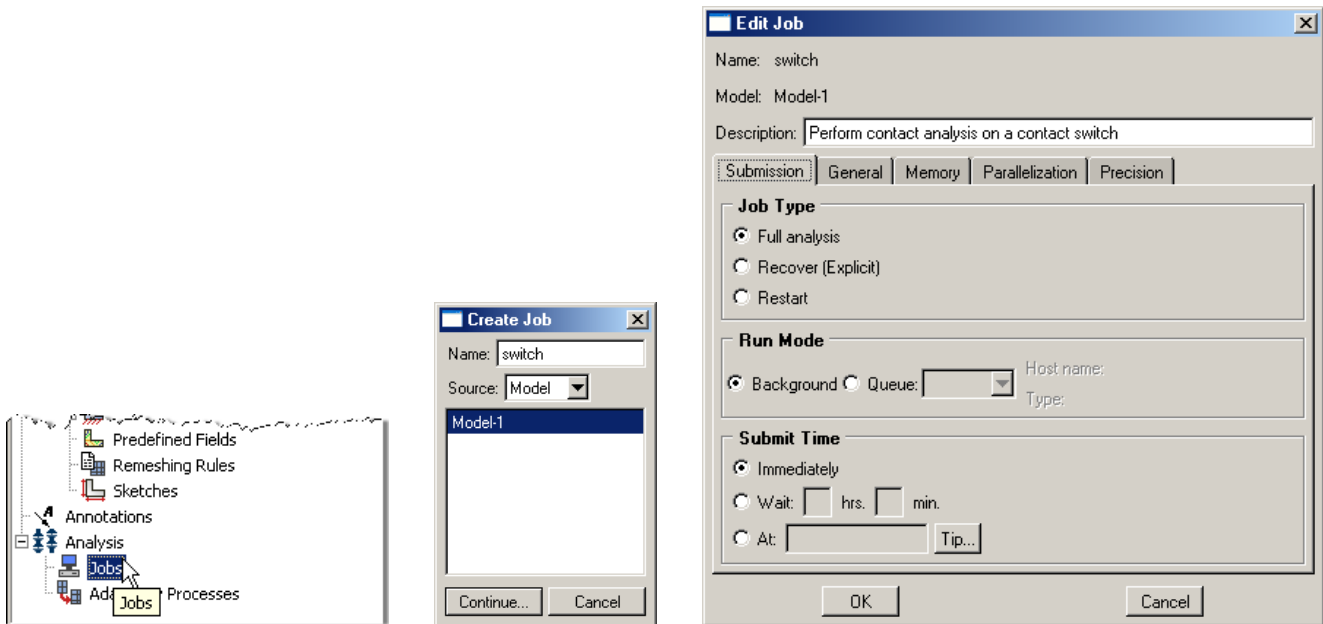 Predefined Fields
Remeshing Rules
Sketches
Annotations
Analysis
Jobs
Ada Processes
Jobs
Create Job
Name: switch
Source: Model
Model-1
Continue... Cancel
Edit Job
Name: switch
Model: Model-1
Description: Perform contact analysis on a contact switch
Submission General Memory Parallelization Precision
Job Type
Full analysis
Recover (Explicit)
Restart
Run Mode
Background Queue: Host name:
Type:
Submit Time
Immediately
Wait: hrs. min.
At: Tip...
OK Cancel